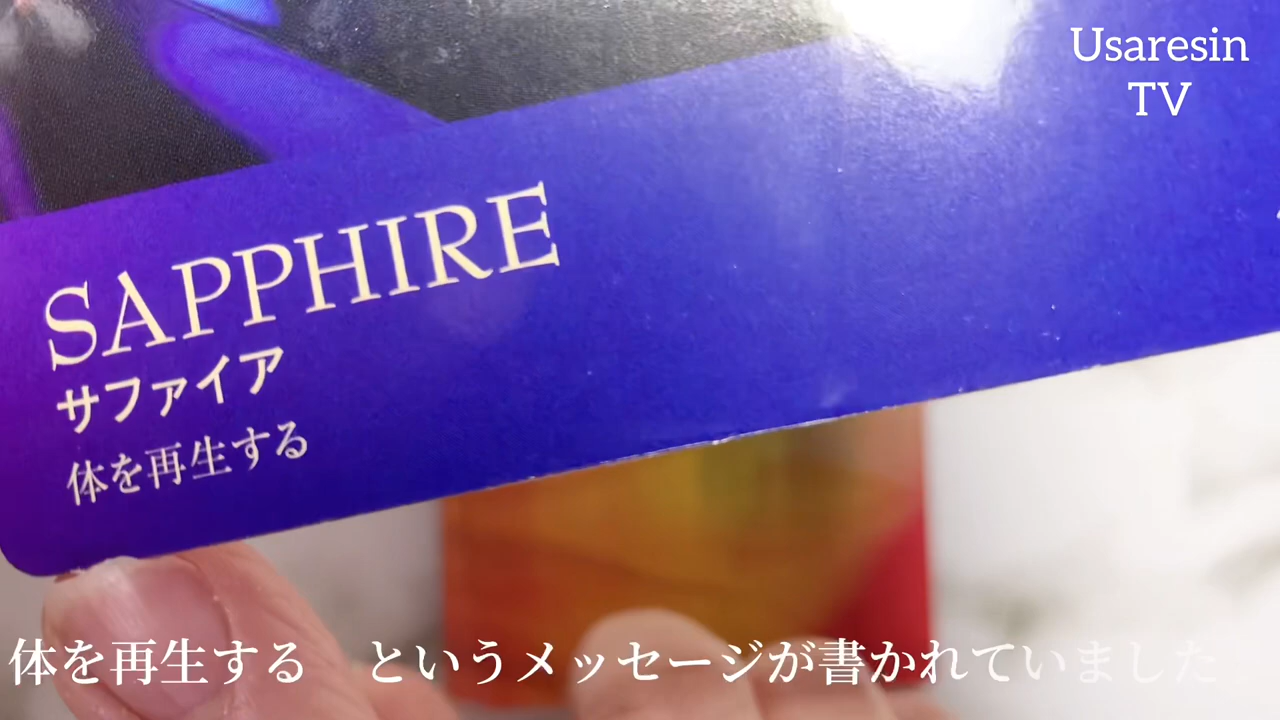 Usaresin
TV
SAPPHIRE
サファイア
体を再生する
体を再生する　というメッセージが書かれていました